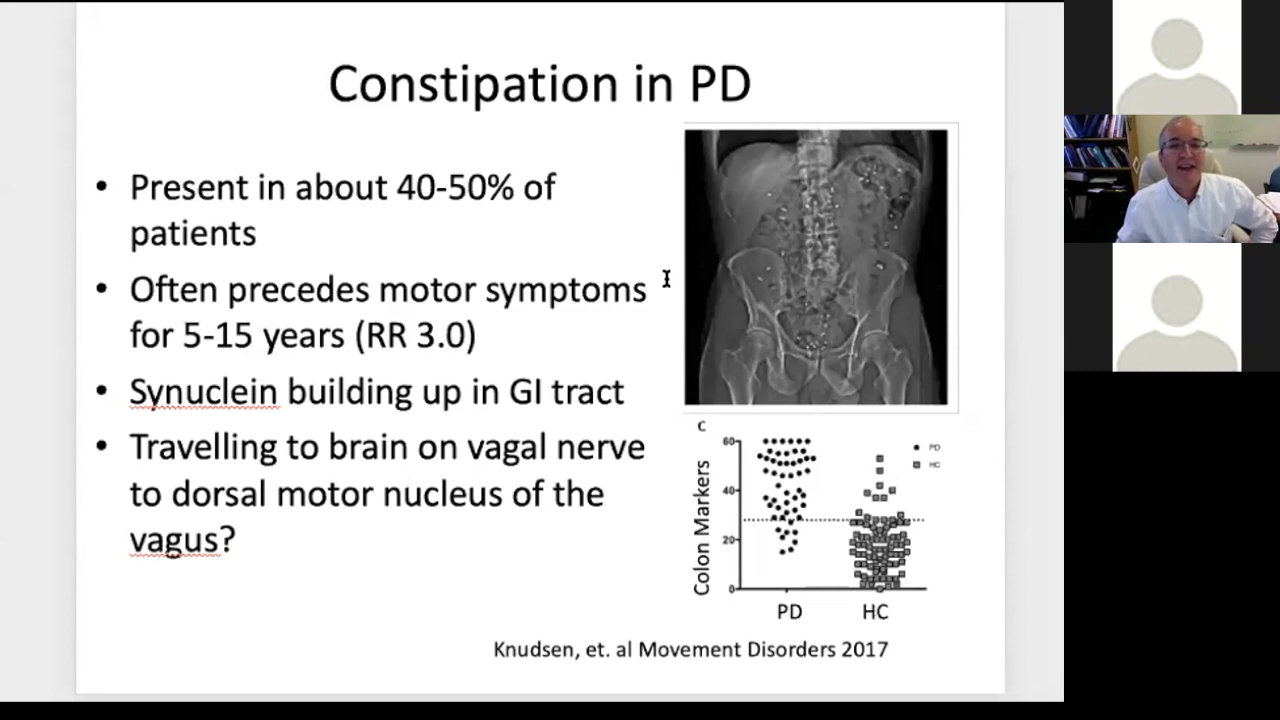 Constipation in PD
• Present in about 40-50% of
patients
• Often precedes motor symptoms
for 5-15 years (RR 3.0)
• Synuclein building up in GI tract
• Travelling to brain on vagal nerve
to dorsal motor nucleus of the
vagus?
C
Colon Markers
60
40
20
0
PD
HC
PD
HC
Knudsen, et. al Movement Disorders 2017